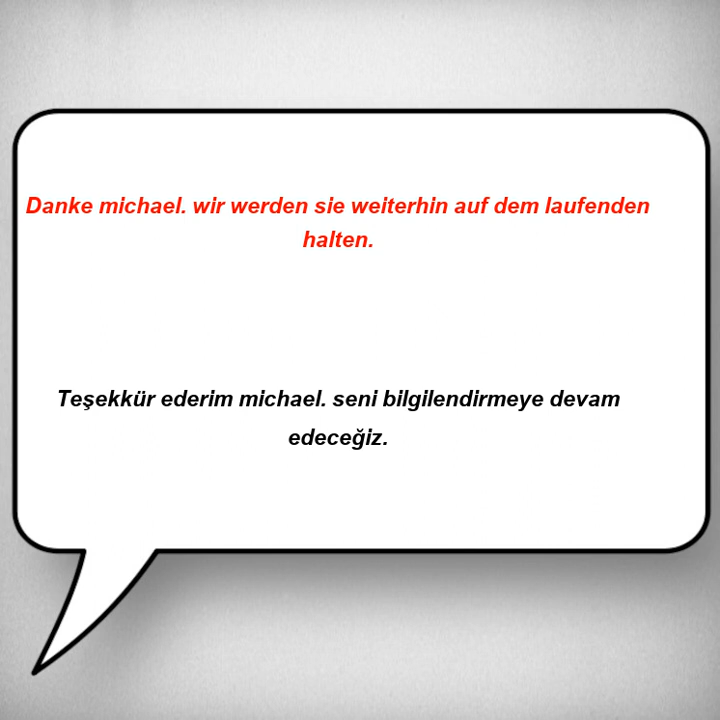 Danke michael. wir werden sie weiterhin auf dem laufenden
halten.
Teşekkür ederim michael. seni bilgilendirmeye devam
edeceğiz.